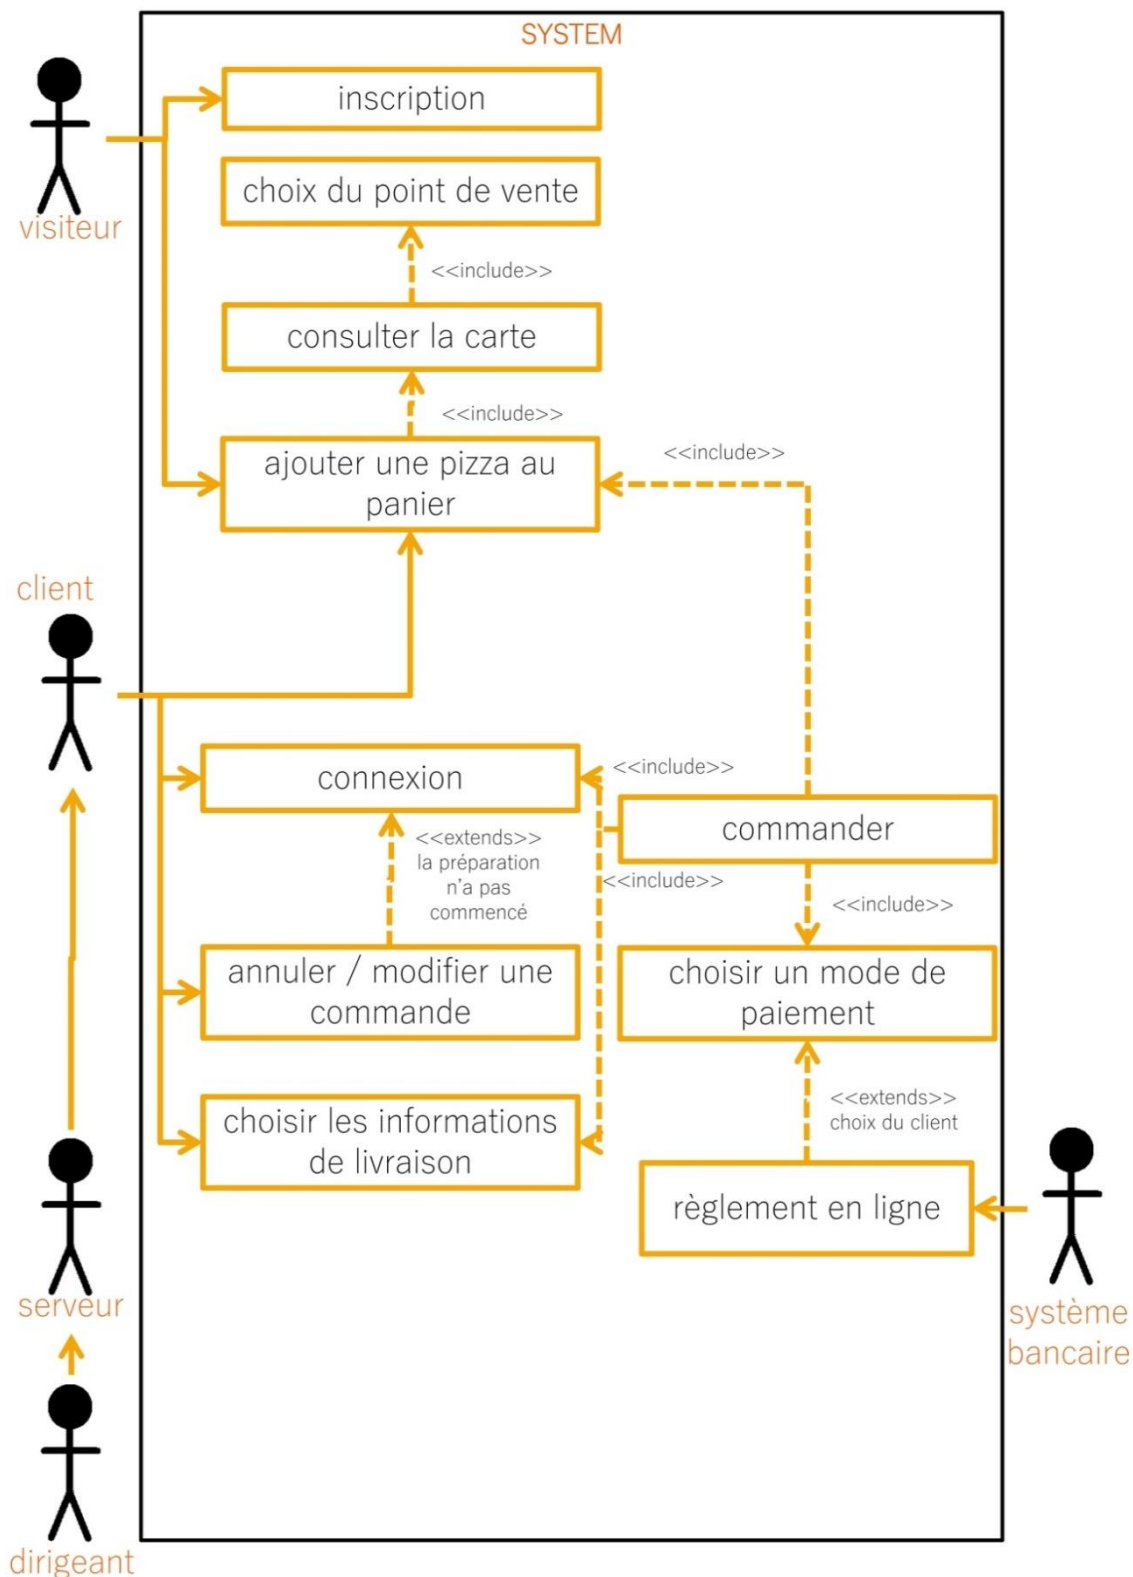 SYSTEM
inscription
visiteur
choix du point de vente
<<include>>
consulter la carte
<<include>>
<<include>>
ajouter une pizza au
panier
client
<<include>>
connexion
commander
<<extends>>
la préparation
n'a pas
commencé
<<include>>
<<include>>
annuler / modifier une
commande
choisir un mode de
paiement
<<extends>>
choix du client
choisir les informations
de livraison
règlement en ligne
serveur
système
bancaire
dirigeant